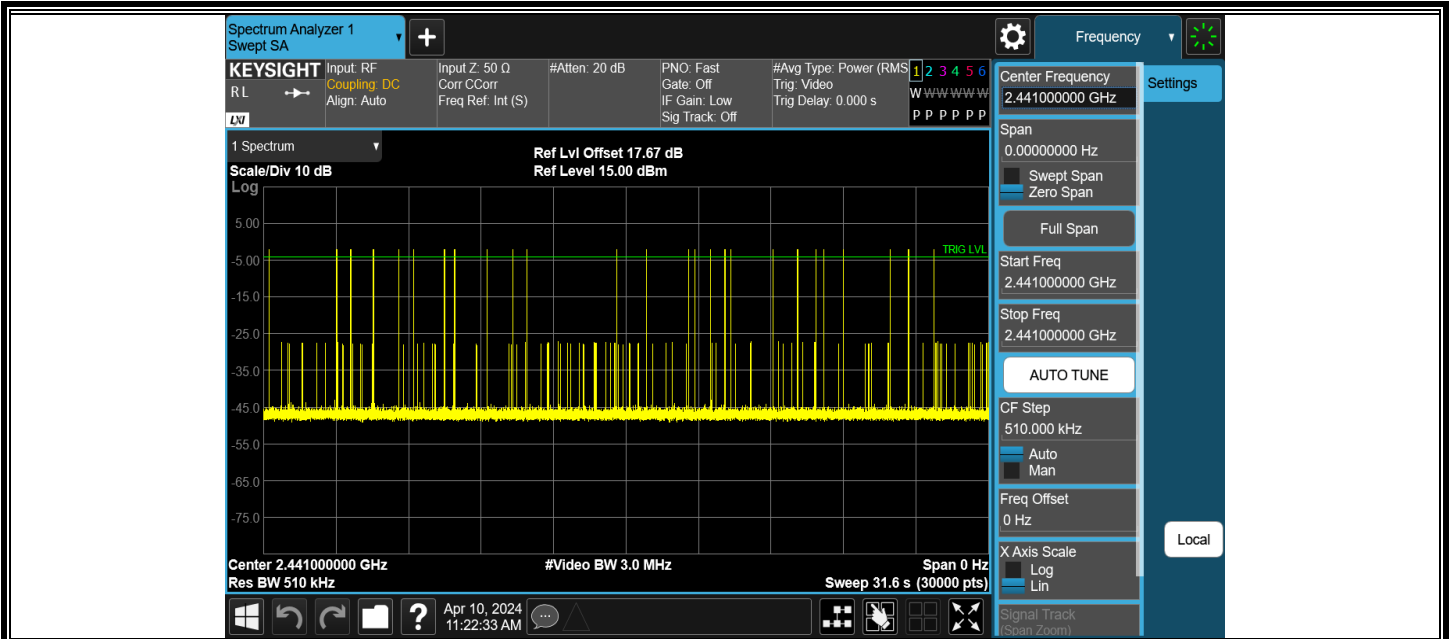 Spectrum Analyzer 1
Swept SA
Frequency
KEYSIGHT
R L
LXI
Input: RF
Coupling: DC
Align: Auto
Input Z: 50 Ω
Corr CCorr
Freq Ref: Int (S)
#Atten: 20 dB
PNO: Fast
Gate: Off
IF Gain: Low
Sig Track: Off
#Avg Type: Power (RMS
Trig: Video
Trig Delay: 0.000 s
1 2 3 4 5 6
W W W W W W
P P P P P P
1 Spectrum
Scale/Div 10 dB
Ref Lvl Offset 17.67 dB
Ref Level 15.00 dBm
Log
5.00
-5.00
-15.0
-25.0
-35.0
-45.0
-55.0
-65.0
-75.0
TRIG LVL
Center 2.441000000 GHz
#Video BW 3.0 MHz
Span 0 Hz
Res BW 510 kHz
Sweep 31.6 s (30000 pts)
?
Apr 10, 2024
11:22:33 AM
Center Frequency
2.441000000 GHz
Settings
Span
0.00000000 Hz
Swept Span
Zero Span
Full Span
Start Freq
2.441000000 GHz
Stop Freq
2.441000000 GHz
AUTO TUNE
CF Step
510.000 kHz
Auto
Man
Freq Offset
0 Hz
X Axis Scale
Log
Lin
Local
Signal Track
(Span Zoom)